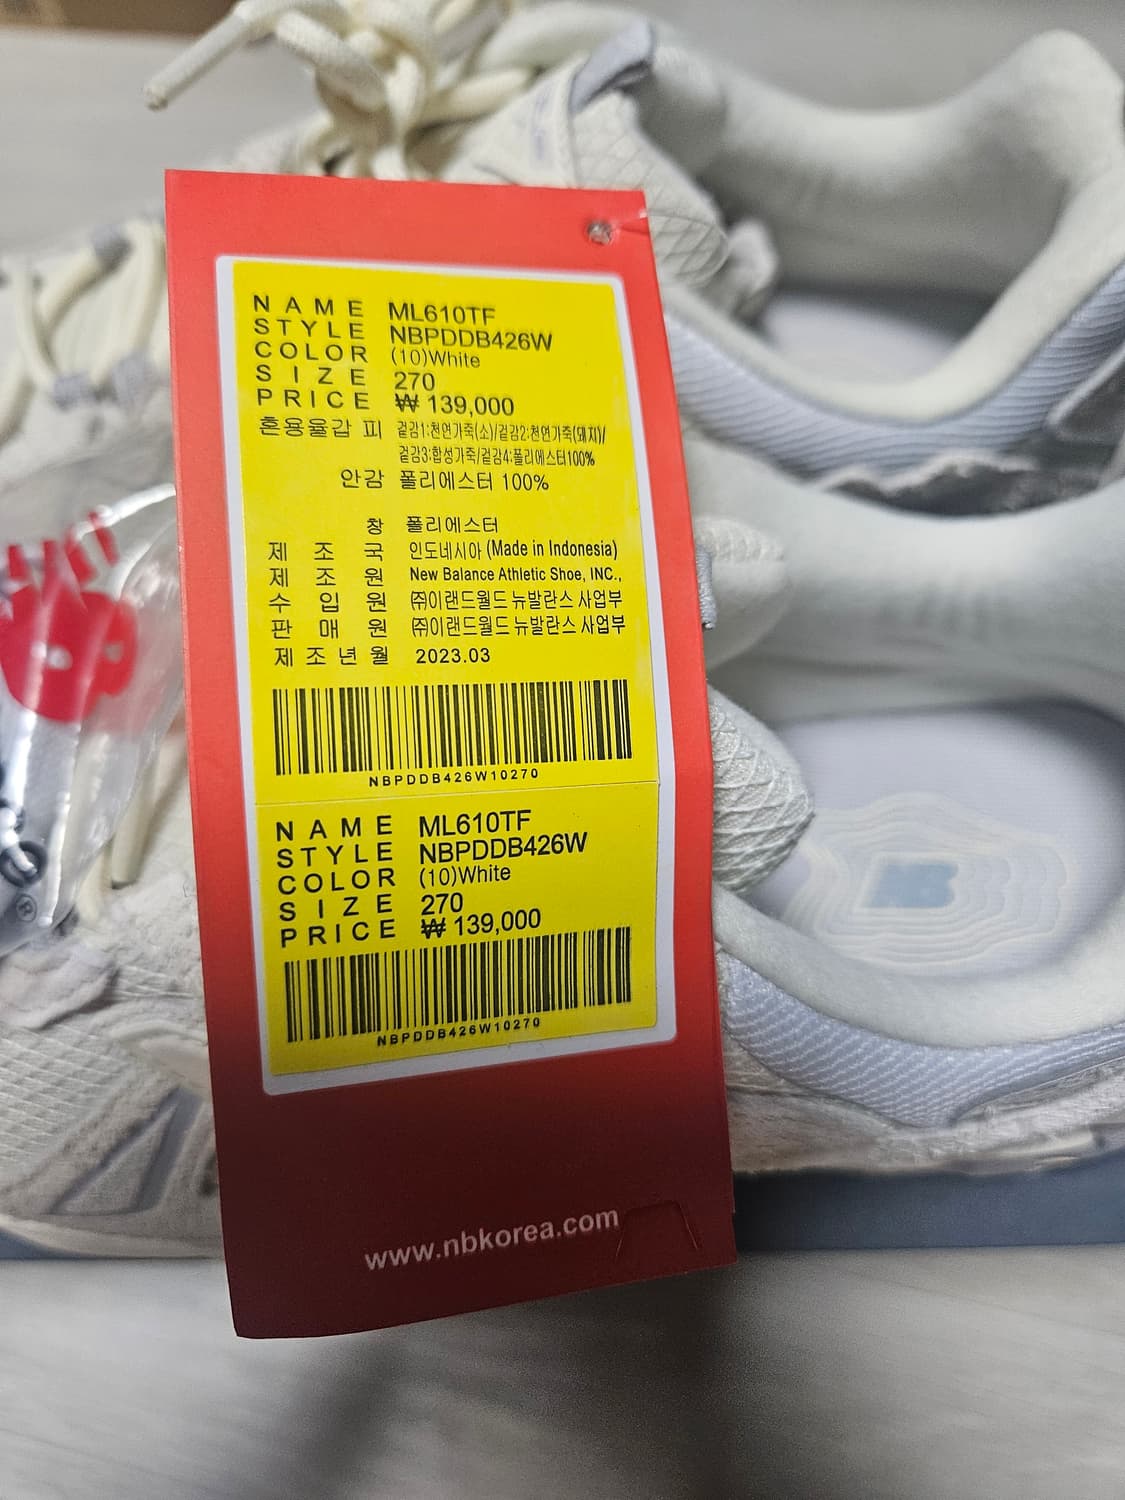 NAME ML610TF
STYLE NBPDDB426W
COLOR (10)White
SIZE 270
PRICE ₩ 139,000
혼용율겉 피 겉감1:천연가죽(소)/겉감2:천연가죽(돼지)/
겉감3:합성가죽/겉감4:폴리에스터100%
안감 폴리에스터 100%
창 폴리에스터
제조국 인도네시아 (Made in Indonesia)
제조원 New Balance Athletic Shoe, INC.,
수입원 ㈜이랜드월드 뉴발란스 사업부
판매원 ㈜이랜드월드 뉴발란스 사업부
제조년월 2023.03
NBPDDB426W10270
NAME ML610TF
STYLE NBPDDB426W
COLOR (10)White
SIZE 270
PRICE ₩ 139,000
NBPDDB426W10270
www.nbkorea.com